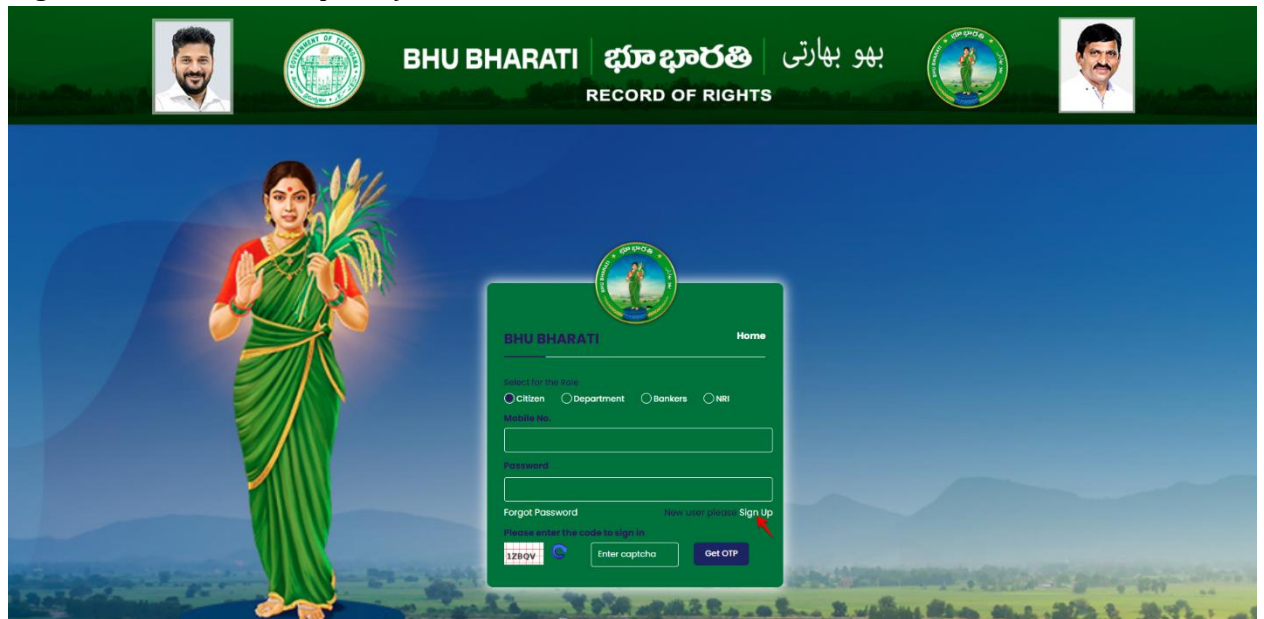 BHU BHARATI భూ భారతి بھو بھارتی
RECORD OF RIGHTS
BHU BHARATI
Home
Select for the Role
Citizen Department Bankers NRI
Mobile No.
Password
Forgot Password
New user please Sign Up
Please enter the code to sign in
1ZBQV
Enter captcha
Get OTP